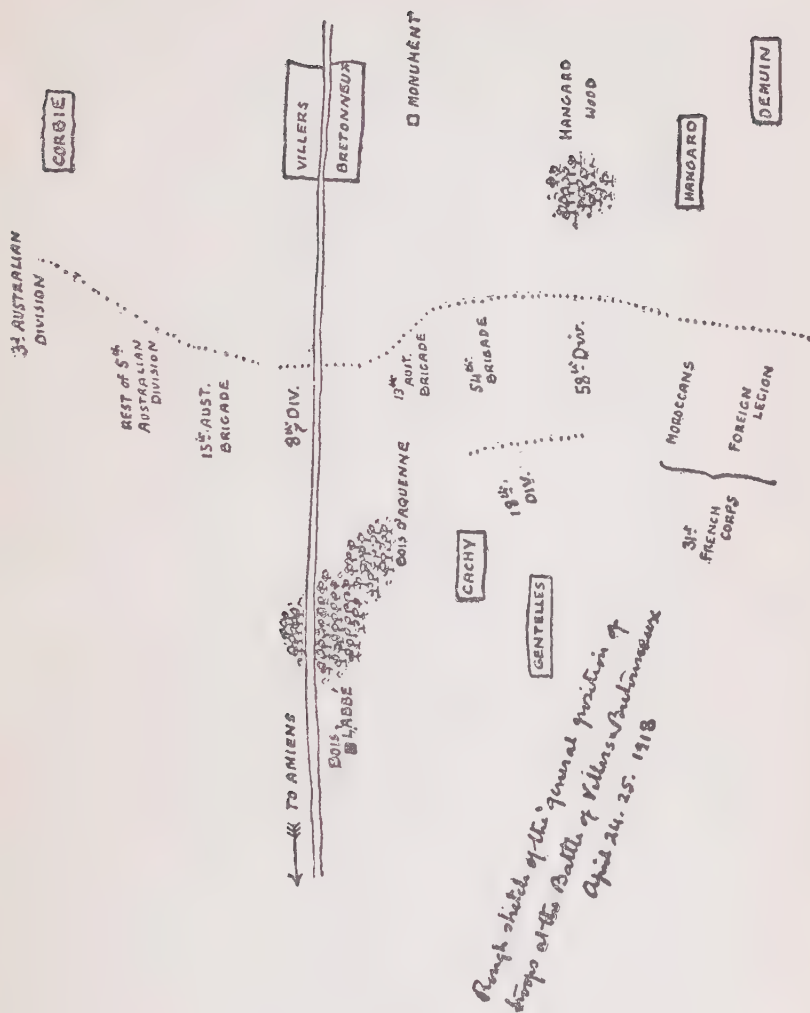 CORBIE
3d AUSTRALIAN
DIVISION
REST OF 5th
AUSTRALIAN
DIVISION
15th AUST.
BRIGADE
VILLERS
BRETONNEUX
8th DIV.
TO AMIENS
BOIS
L'ABBÉ
BOIS D'AQUENNE
MONUMENT
13th
AUST.
BRIGADE
54th
BRIGADE
HANGARD
WOOD
58th DIV.
18th
DIV.
CACHY
GENTELLES
HANGARD
DEMUIN
MOROCCANS
FOREIGN
LEGION
31st
FRENCH
CORPS
Rough sketch of the general position of
troops at the Battle of Villers Bretonneux
April 24. 25. 1918